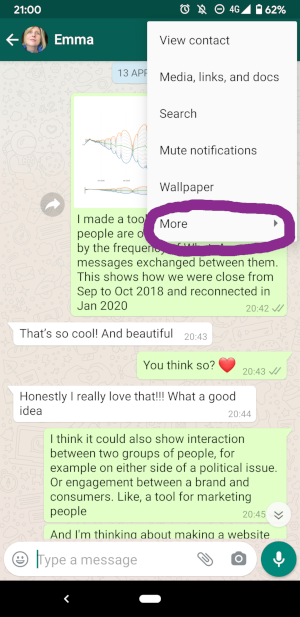 21:00
4G
62%
Emma
View contact
Media, links, and docs
Search
Mute notifications
Wallpaper
More
13 APR
I made a tool
people are o
by the frequen
messages exchanged between them.
This shows how we were close from
Sep to Oct 2018 and reconnected in
Jan 2020
20:42
That's so cool! And beautiful 20:43
You think so? ❤️ 20:43
Honestly I really love that!!! What a good
idea
20:44
I think it could also show interaction
between two groups of people, for
example on either side of a political issue.
Or engagement between a brand and
consumers. Like, a tool for marketing
people
20:45
And I'm thinking about making a website
Type a message